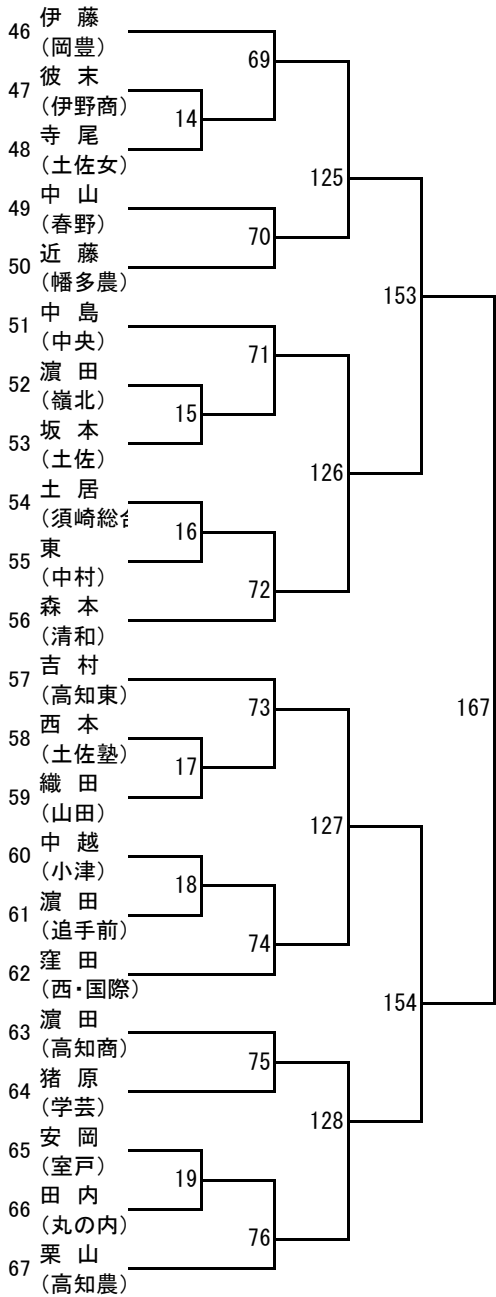 46 伊 藤
(岡豊)
69
47 彼 末
(伊野商)
14
48 寺 尾
(土佐女)
125
49 中 山
(春野)
70
50 近 藤
(幡多農)
153
51 中 島
(中央)
71
52 濵 田
(嶺北)
15
53 坂 本
(土佐)
126
54 土 居
(須崎総合
16
55 東
(中村)
72
56 森 本
(清和)
57 吉 村
(高知東)
73
167
58 西 本
(土佐塾)
17
59 織 田
(山田)
127
60 中 越
(小津)
18
61 濵 田
(追手前)
74
62 窪 田
(西・国際)
154
63 濵 田
(高知商)
75
64 猪 原
(学芸)
128
65 安 岡
(室戸)
19
66 田 内
(丸の内)
76
67 栗 山
(高知農)